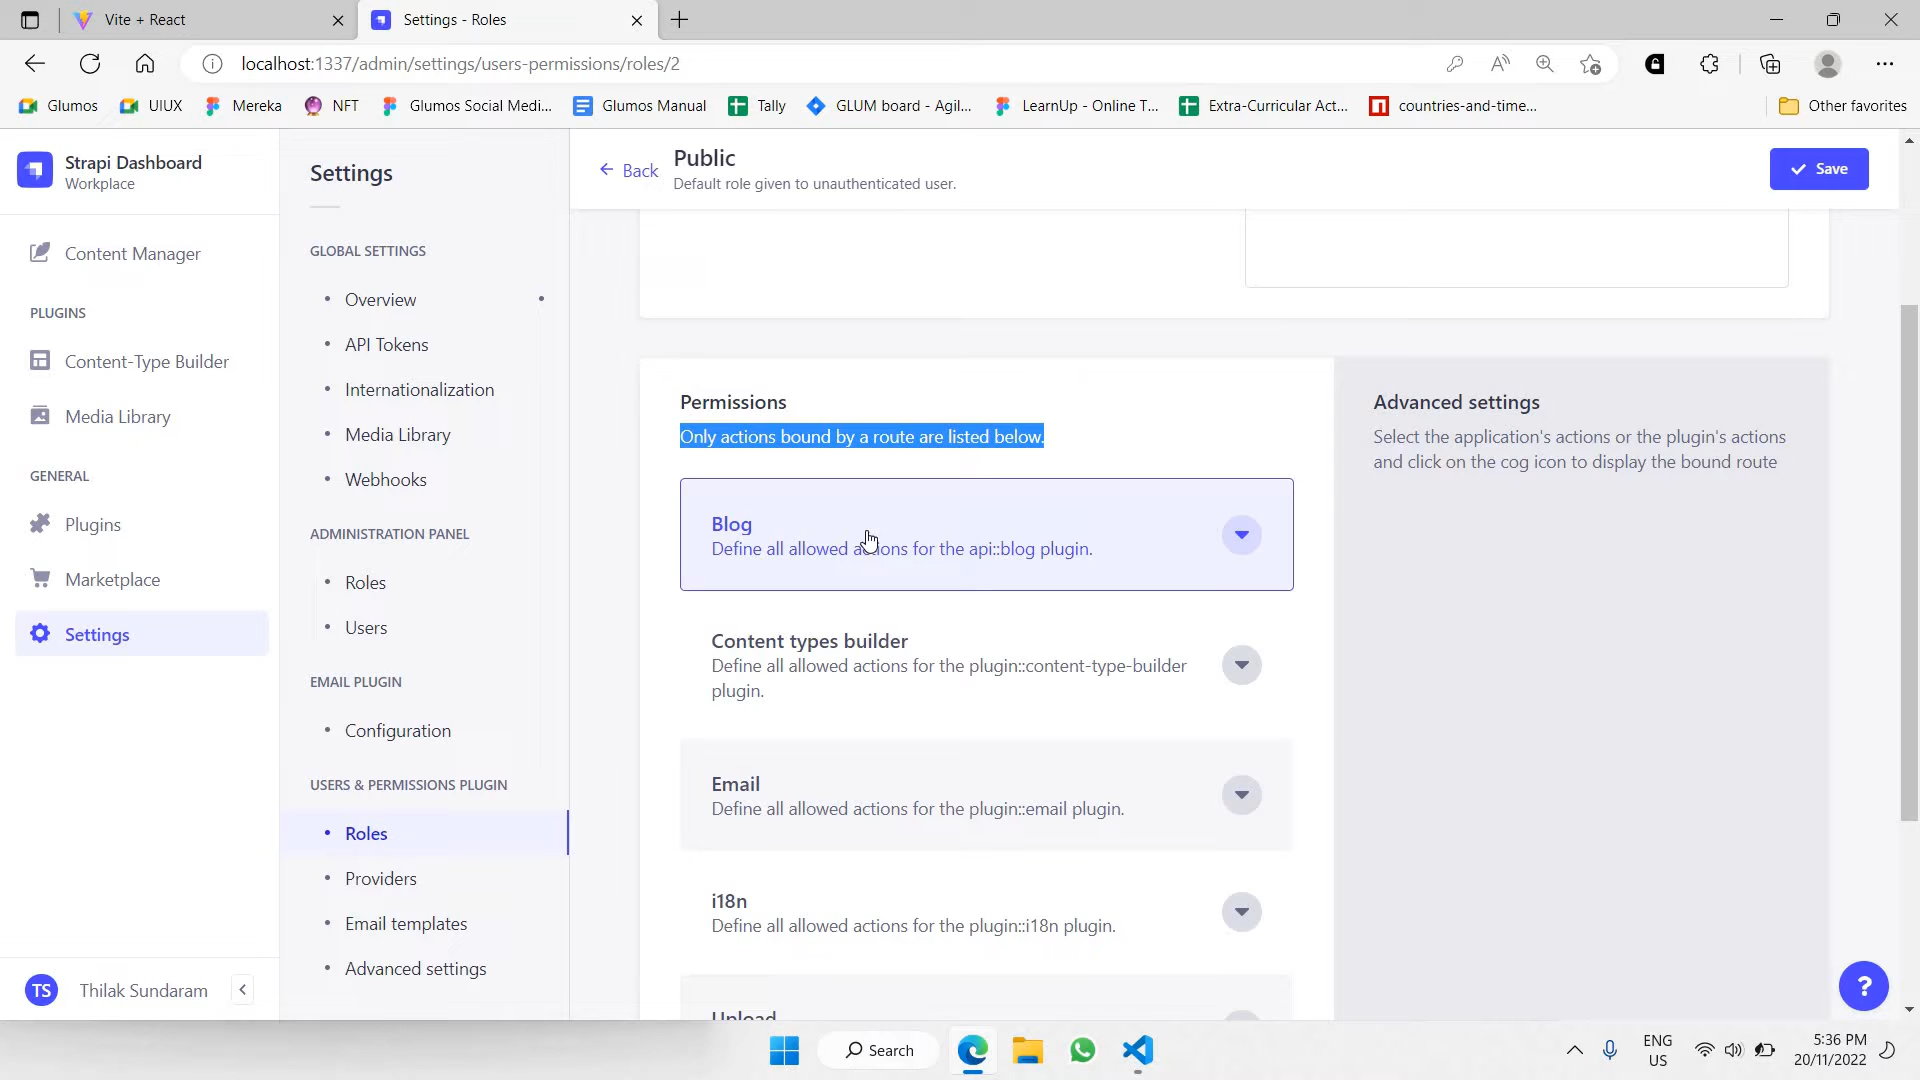 Vite + React
Settings - Roles
localhost:1337/admin/settings/users-permissions/roles/2
Glumos
UIUX
Mereka
NFT
Glumos Social Medi...
Glumos Manual
Tally
GLUM board - Agil...
LearnUp - Online T...
Extra-Curricular Act...
countries-and-time...
Other favorites
Strapi Dashboard
Workplace
Content Manager
PLUGINS
Content-Type Builder
Media Library
GENERAL
Plugins
Marketplace
Settings
TS
Thilak Sundaram
Settings
GLOBAL SETTINGS
Overview
API Tokens
Internationalization
Media Library
Webhooks
ADMINISTRATION PANEL
Roles
Users
EMAIL PLUGIN
Configuration
USERS & PERMISSIONS PLUGIN
Roles
Providers
Email templates
Advanced settings
Back
Public
Default role given to unauthenticated user.
Save
Permissions
Only actions bound by a route are listed below.
Blog
Define all allowed actions for the api::blog plugin.
Content types builder
Define all allowed actions for the plugin::content-type-builder
plugin.
Email
Define all allowed actions for the plugin::email plugin.
i18n
Define all allowed actions for the plugin::i18n plugin.
Upload
Advanced settings
Select the application's actions or the plugin's actions
and click on the cog icon to display the bound route
?
Search
ENG
US
5:36 PM
20/11/2022